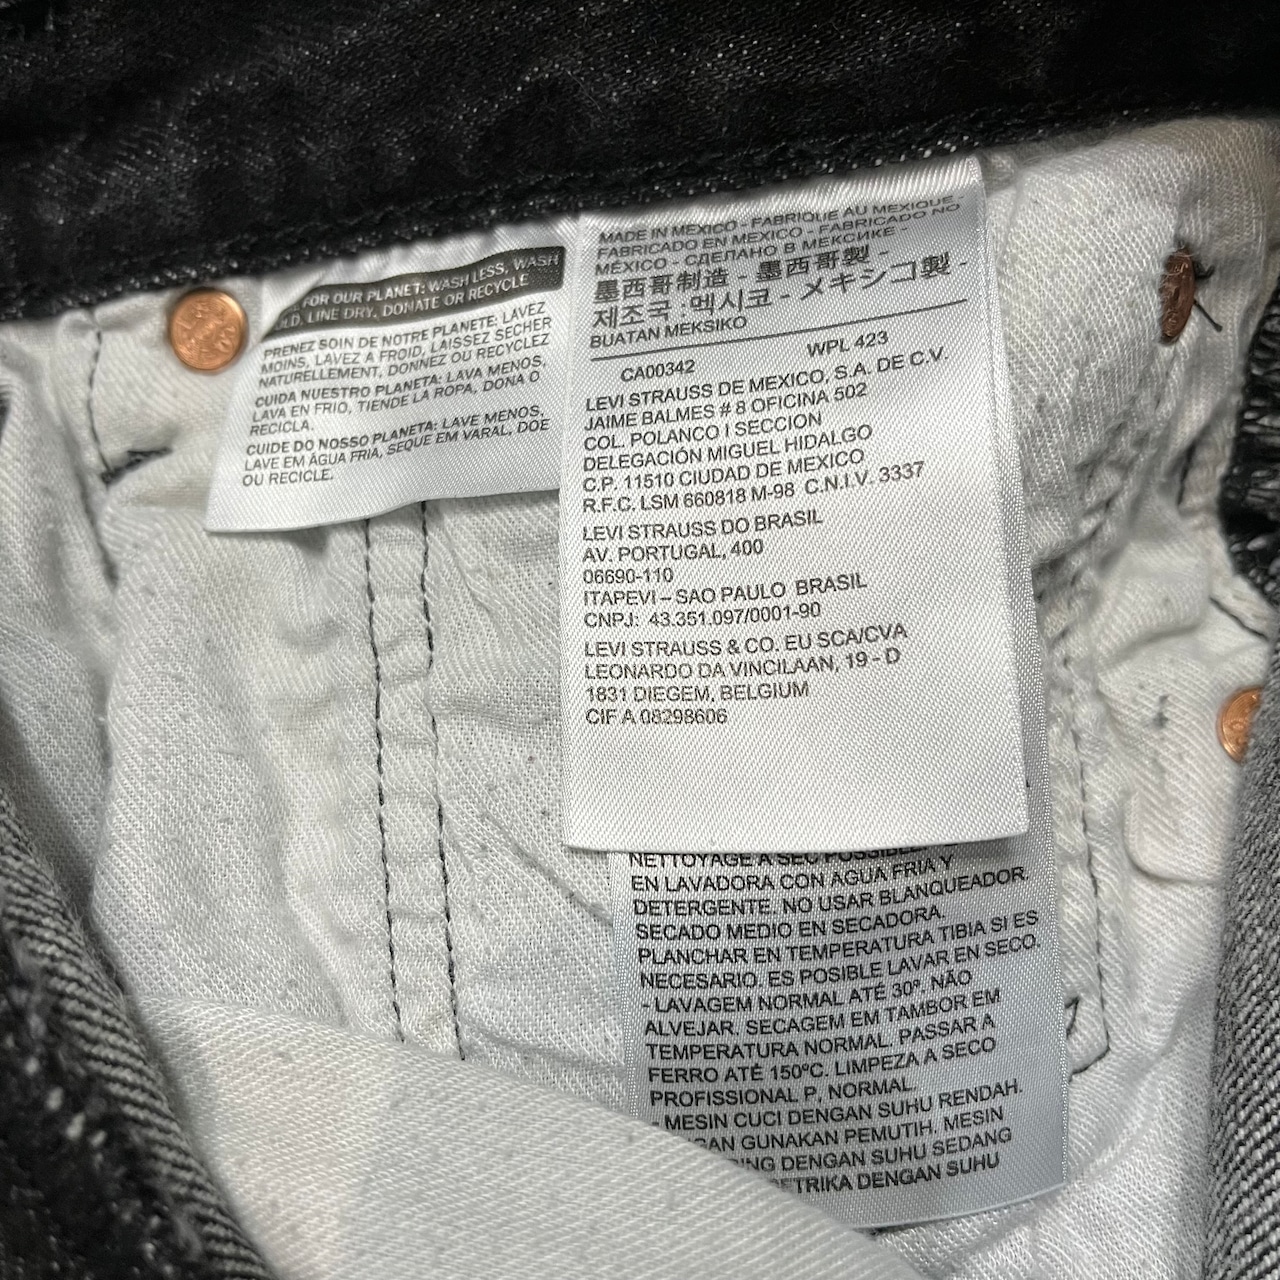 FOR OUR PLANET: WASH LESS, WASH
LD. LINE DRY, DONATE OR RECYCLE
PRENEZ SOIN DE NOTRE PLANETE: LAVEZ
MOINS, LAVEZ A FROID, LAISSEZ SECHER
NATURELLEMENT, DONNEZ OU RECYCLEZ
CUIDA NUESTRO PLANETA: LAVA MENOS,
LAVA EN FRIO, TIENDE LA ROPA, DONA O
RECICLA.
CUIDE DO NOSSO PLANETA: LAVE MENOS,
LAVE EM ÁGUA FRIA, SEQUE EM VARAL, DOE
OU RECICLE.
MADE IN MEXICO - FABRIQUE AU MEXIQUE
FABRICADO EN MEXICO - FABRICADO NO
MÉXICO - СДЕЛАНО В МЕКСИКЕ -
墨西哥制造 - 墨西哥製 -
제조국 : 멕시코 - メキシコ製 -
BUATAN MEKSIKO
CA00342 WPL 423
LEVI STRAUSS DE MEXICO, S.A. DE C.V.
JAIME BALMES # 8 OFICINA 502
COL. POLANCO I SECCION
DELEGACIÓN MIGUEL HIDALGO
C.P. 11510 CIUDAD DE MEXICO
R.F.C. LSM 660818 M-98 C.N.I.V. 3337
LEVI STRAUSS DO BRASIL
AV. PORTUGAL, 400
06690-110
ITAPEVI – SAO PAULO BRASIL
CNPJ: 43.351.097/0001-90
LEVI STRAUSS & CO. EU SCA/CVA
LEONARDO DA VINCILAAN, 19 - D
1831 DIEGEM, BELGIUM
CIF A 08298606
NETTOYAGE A SEC POSSIBLE
EN LAVADORA CON AGUA FRIA Y
DETERGENTE. NO USAR BLANQUEADOR.
SECADO MEDIO EN SECADORA.
PLANCHAR EN TEMPERATURA TIBIA SI ES
NECESARIO. ES POSIBLE LAVAR EN SECO.
- LAVAGEM NORMAL ATÉ 30º. NÃO
ALVEJAR. SECAGEM EM TAMBOR EM
TEMPERATURA NORMAL. PASSAR A
FERRO ATÉ 150ºC. LIMPEZA A SECO
PROFISSIONAL P, NORMAL.
- MESIN CUCI DENGAN SUHU RENDAH.
GAN GUNAKAN PEMUTIH. MESIN
ING DENGAN SUHU SEDANG
ETRIKA DENGAN SUHU